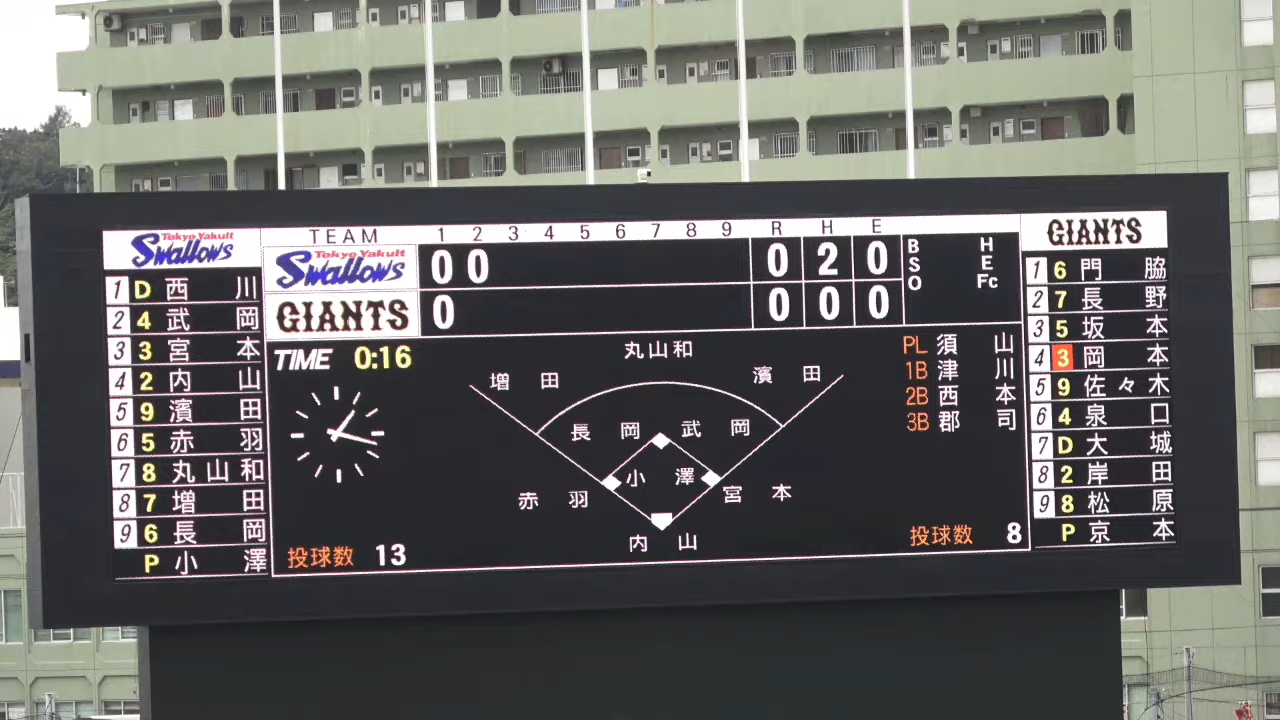 Tokyo Yakult
Swallows
1 D 西川
2 4 武岡
3 3 宮本
4 2 内山
5 9 濱田
6 5 赤羽
7 8 丸山和
8 7 増田
9 6 長岡
P 小澤
TEAM 1 2 3 4 5 6 7 8 9 R H E
Tokyo Yakult
Swallows 0 0 0 2 0
GIANTS 0 0 0 0
B H
S E
O Fc
TIME 0:16
丸山和
増田 濱田
長岡 武岡
小澤
赤羽 宮本
内山
投球数 13
PL 須山
1B 津川
2B 西本
3B 郡司
投球数 8
GIANTS
1 6 門脇
2 7 長野
3 5 坂本
4 3 岡本
5 9 佐々木
6 4 泉口
7 D 大城
8 2 岸田
9 8 松原
P 京本